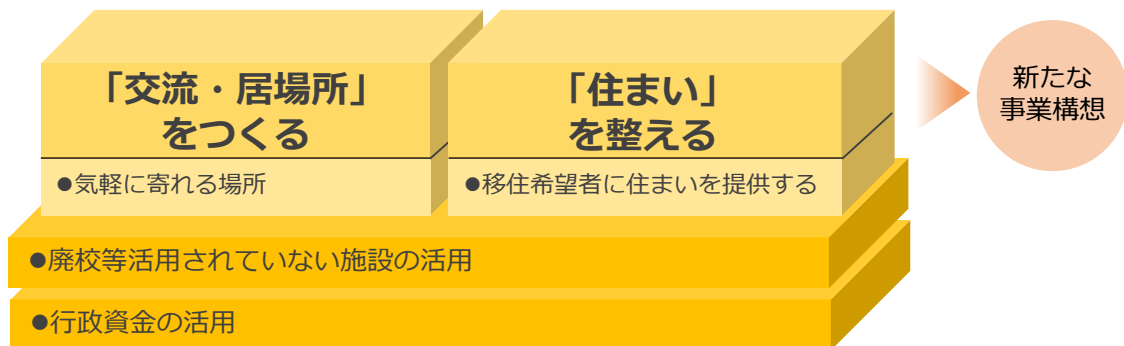 「交流・居場所」
をつくる
●気軽に寄れる場所
「住まい」
を整える
●移住希望者に住まいを提供する
●廃校等活用されていない施設の活用
●行政資金の活用
新たな
事業構想